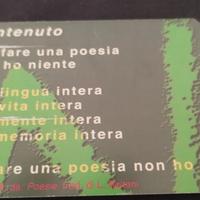 ntenuto
fare una poesia
ho niente
lingua intera
vita intera
mente intera
memoria intera
are una poesia non ho
Poesie